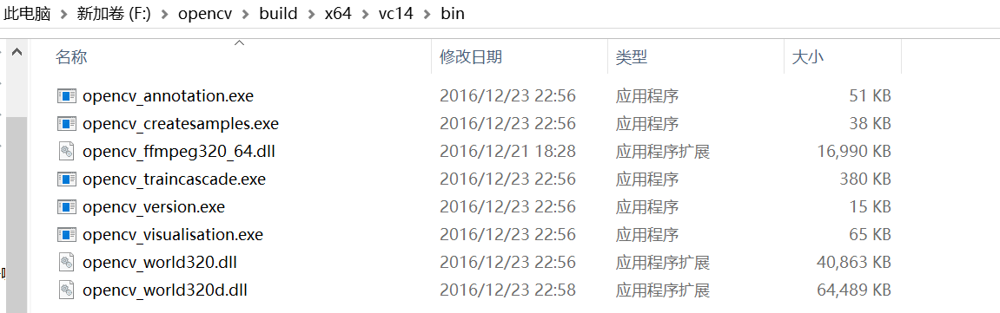 此电脑 > 新加卷 (F:) > opencv > build > x64 > vc14 > bin
名称 修改日期 类型 大小
opencv_annotation.exe 2016/12/23 22:56 应用程序 51 KB
opencv_createsamples.exe 2016/12/23 22:56 应用程序 38 KB
opencv_ffmpeg320_64.dll 2016/12/21 18:28 应用程序扩展 16,990 KB
opencv_traincascade.exe 2016/12/23 22:56 应用程序 380 KB
opencv_version.exe 2016/12/23 22:56 应用程序 15 KB
opencv_visualisation.exe 2016/12/23 22:56 应用程序 65 KB
opencv_world320.dll 2016/12/23 22:56 应用程序扩展 40,863 KB
opencv_world320d.dll 2016/12/23 22:58 应用程序扩展 64,489 KB